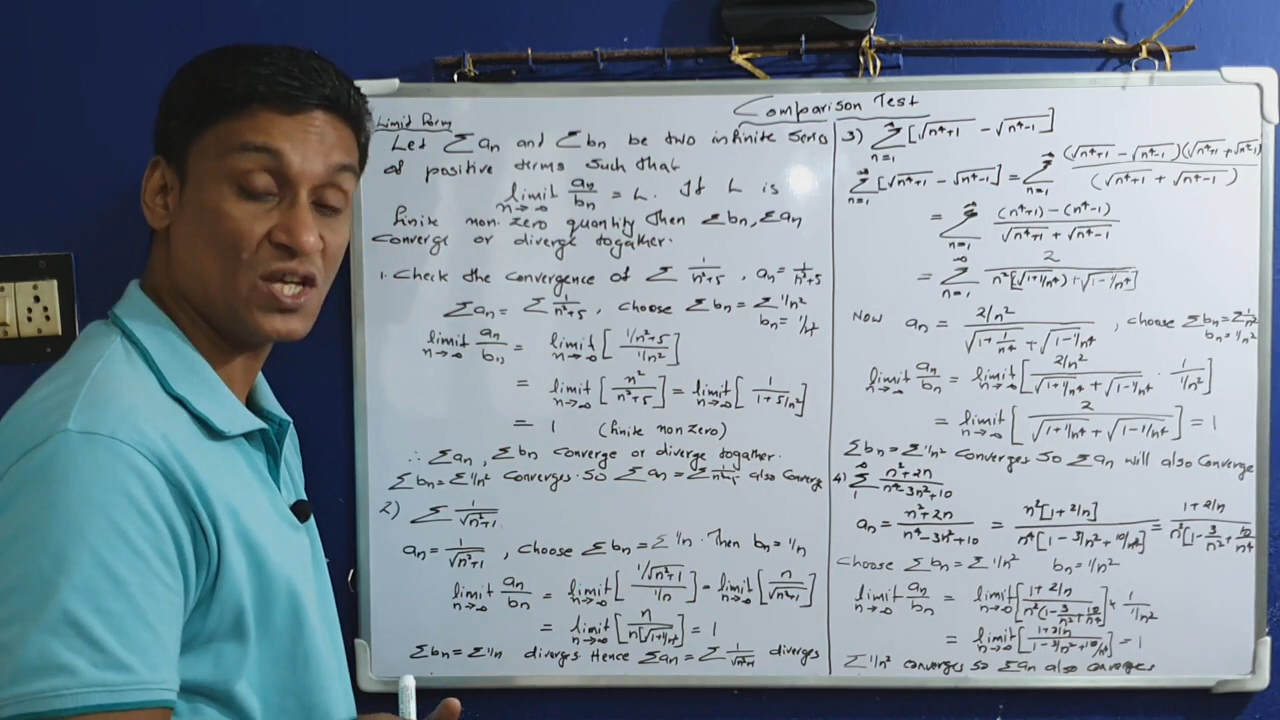 Comparison Test
Limit Form
Let Σ an and Σ bn be two infinite series
of positive terms such that
limit n→∞ an/bn = L. If L is
finite non-zero quantity then Σbn, Σan
Converge or diverge together.
1. Check the convergence of Σ 1/(n²+5), an = 1/(n²+5)
Σan = Σ 1/(n²+5), choose Σbn = Σ1/n²
bn = 1/n²
limit n→∞ an/bn = limit n→∞ [(1/n²+5)/(1/n²)]
= limit n→∞ [n²/(n²+5)] = limit n→∞ [1/(1+5/n²)]
= 1 (finite non zero)
∴ Σan, Σbn converge or diverge together.
Σbn = Σ1/n² Converges. So Σan = Σ 1/(n²+5) also Converge
2) Σ 1/√(n²+1)
an = 1/√(n²+1), choose Σbn = Σ1/n. Then bn = 1/n
limit n→∞ an/bn = limit n→∞ [(1/√(n²+1))/(1/n)] = limit n→∞ [n/√(n²+1)]
= limit n→∞ [n/(n√(1+1/n²))] = 1
Σbn = Σ1/n diverges Hence Σan = Σ 1/√(n²+1) diverges
3) Σ n=1 ∞ [√(n⁴+1) - √(n⁴-1)]
Σ n=1 ∞ [√(n⁴+1) - √(n⁴-1)] = Σ n=1 ∞ (√(n⁴+1) - √(n⁴-1))(√(n⁴+1) + √(n⁴-1))/(√(n⁴+1) + √(n⁴-1))
= Σ n=1 ∞ ((n⁴+1) - (n⁴-1))/(√(n⁴+1) + √(n⁴-1))
= Σ n=1 ∞ 2/(n²[√(1+1/n⁴) + √(1-1/n⁴)])
Now an = (2/n²)/(√(1+1/n⁴) + √(1-1/n⁴)), choose Σbn = Σ1/n²
bn = 1/n²
limit n→∞ an/bn = limit n→∞ [(2/n²)/(√(1+1/n⁴) + √(1-1/n⁴)) · 1/(1/n²)]
= limit n→∞ [2/(√(1+1/n⁴) + √(1-1/n⁴))] = 1
Σbn = Σ1/n² converges So Σan will also Converge
4) Σ 1 ∞ (n²+2n)/(n⁴-3n²+10)
an = (n²+2n)/(n⁴-3n²+10) = n²[1+2/n]/(n⁴[1-3/n²+10/n⁴]) = (1+2/n)/(n²[1-3/n²+10/n⁴
Choose Σbn = Σ1/n² bn = 1/n²
limit n→∞ an/bn = limit n→∞ [(1+2/n)/(n²(1-3/n²+10/n⁴))] × 1/(1/n²)
= limit n→∞ [(1+2/n)/(1-3/n²+10/n⁴)] = 1
Σ1/n² converges so Σan also converges